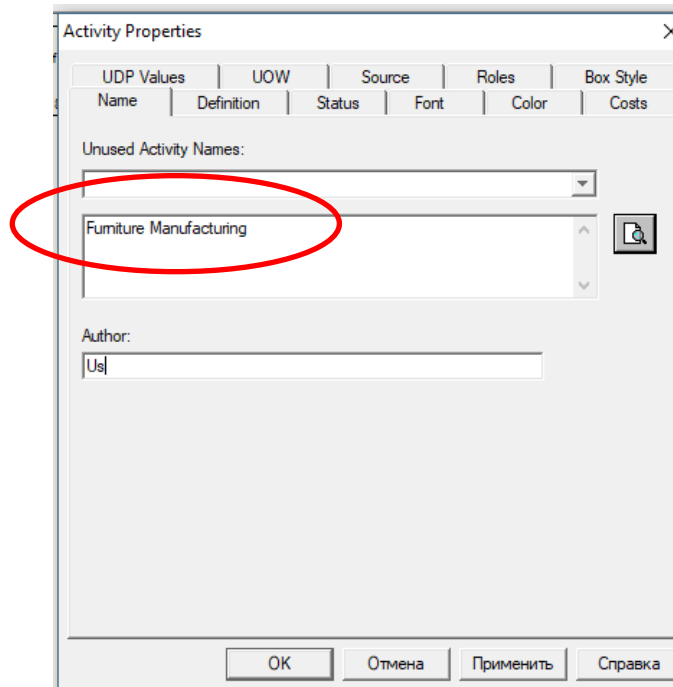 Activity Properties
UDP Values UOW Source Roles Box Style
Name Definition Status Font Color Costs
Unused Activity Names:
Furniture Manufacturing
Author:
Us
OK Отмена Применить Справка